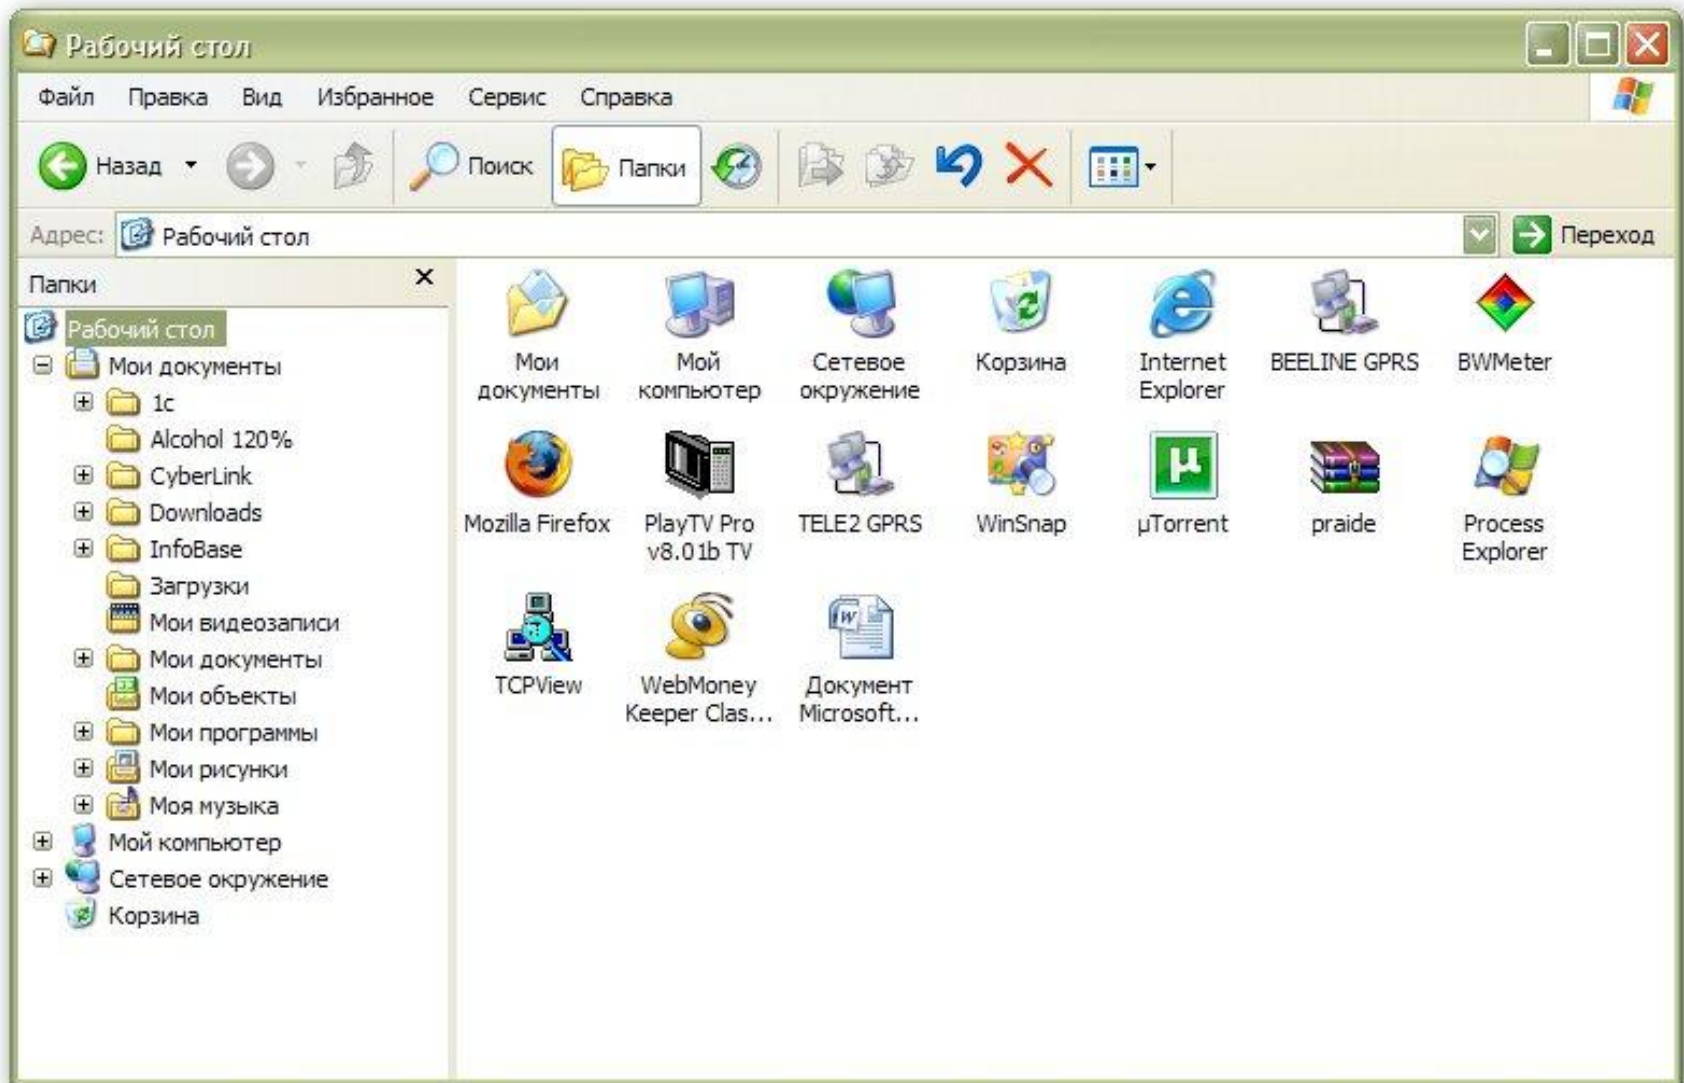 Рабочий стол
Файл Правка Вид Избранное Сервис Справка
Назад Поиск Папки
Адрес: Рабочий стол Переход
Папки
Рабочий стол
Мои документы
1c
Alcohol 120%
CyberLink
Downloads
InfoBase
Загрузки
Мои видеозаписи
Мои документы
Мои объекты
Мои программы
Мои рисунки
Моя музыка
Мой компьютер
Сетевое окружение
Корзина
Мои
документы
Мой
компьютер
Сетевое
окружение
Корзина
Internet
Explorer
BEELINE GPRS
BWMeter
Mozilla Firefox
PlayTV Pro
v8.01b TV
TELE2 GPRS
WinSnap
µ
µTorrent
praide
Process
Explorer
TCPView
WebMoney
Keeper Clas...
W
Документ
Microsoft...